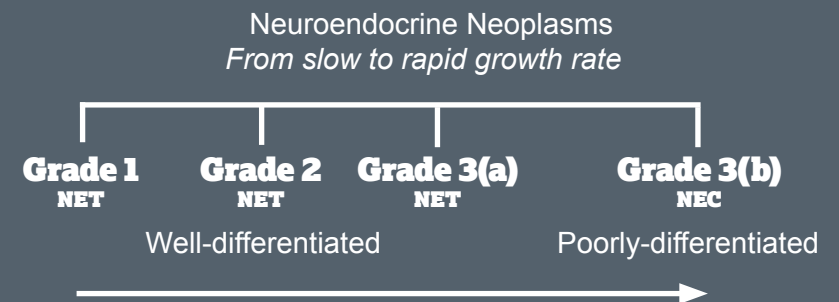 Neuroendocrine Neoplasms
From slow to rapid growth rate
Grade 1 Grade 2 Grade 3(a) Grade 3(b)
NET NET NET NEC
Well-differentiated Poorly-differentiated